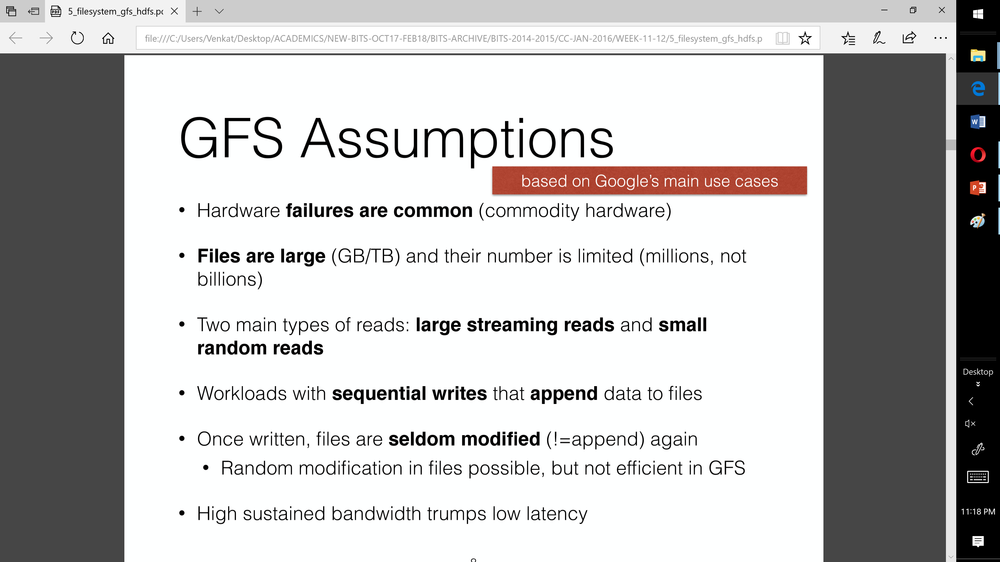 5_filesystem_gfs_hdfs.pd
file:///C:/Users/Venkat/Desktop/ACADEMICS/NEW-BITS-OCT17-FEB18/BITS-ARCHIVE/BITS-2014-2015/CC-JAN-2016/WEEK-11-12/5_filesystem_gfs_hdfs.p
GFS Assumptions
based on Google’s main use cases
• Hardware failures are common (commodity hardware)
• Files are large (GB/TB) and their number is limited (millions, not
billions)
• Two main types of reads: large streaming reads and small
random reads
• Workloads with sequential writes that append data to files
• Once written, files are seldom modified (!=append) again
• Random modification in files possible, but not efficient in GFS
• High sustained bandwidth trumps low latency
Desktop
11:18 PM